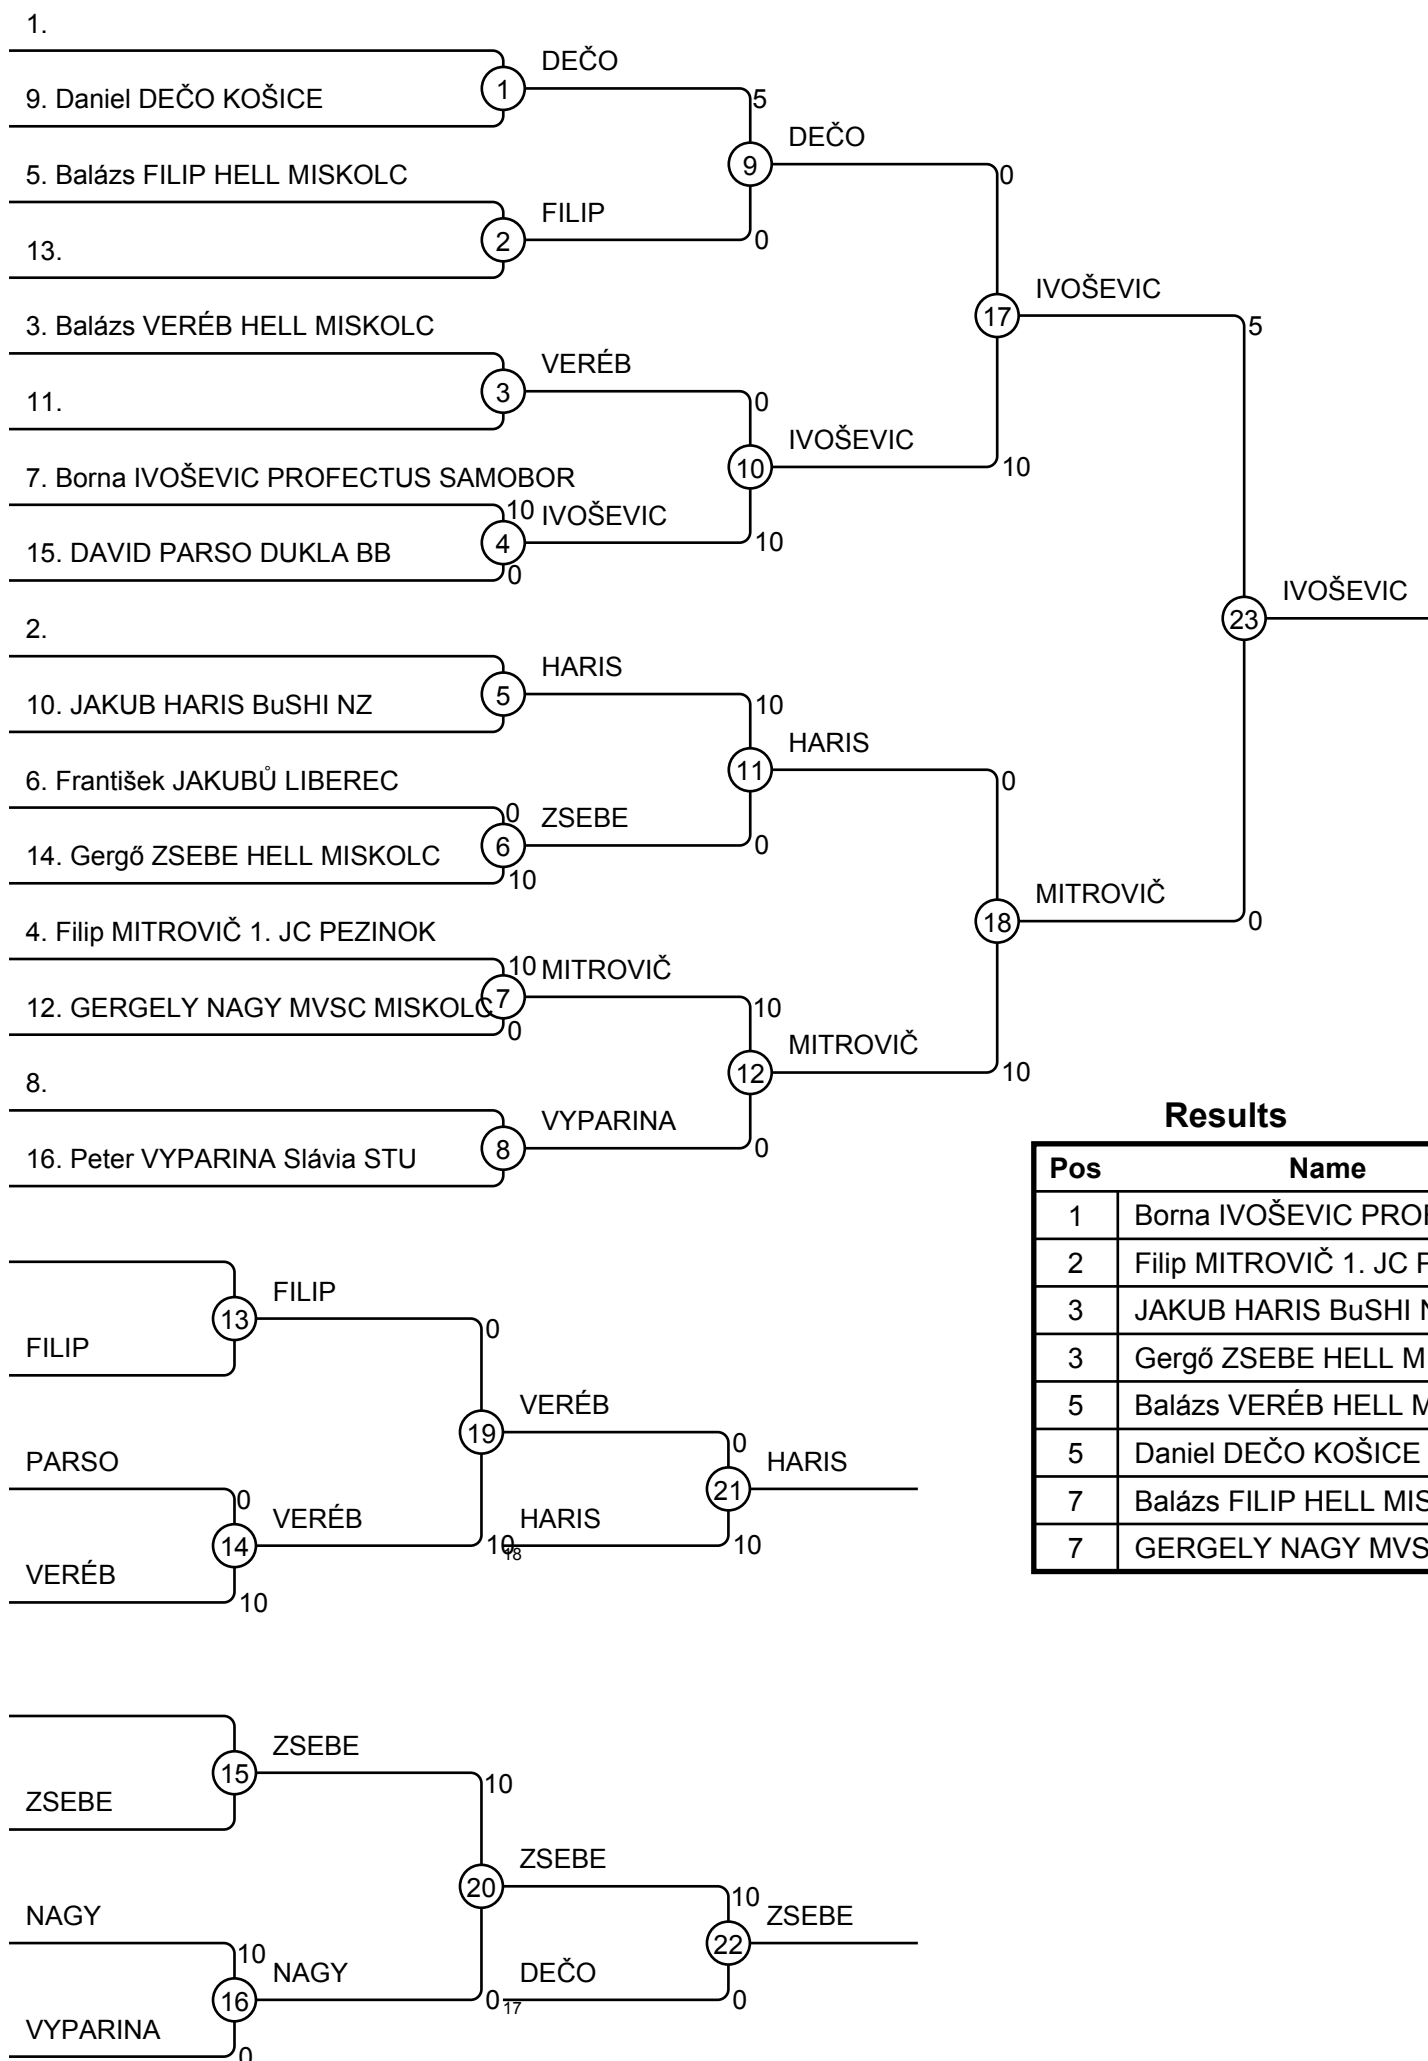 1.
DEČO
9. Daniel DEČO KOŠICE
1
5
DEČO
9
5. Balázs FILIP HELL MISKOLC
0
FILIP
2
0
13.
IVOŠEVIC
3. Balázs VERÉB HELL MISKOLC
17
5
VERÉB
3
0
11.
IVOŠEVIC
10
10
7. Borna IVOŠEVIC PROFECTUS SAMOBOR
10
IVOŠEVIC
4
10
15. DAVID PARSO DUKLA BB
0
IVOŠEVIC
23
2.
HARIS
5
10. JAKUB HARIS BuSHI NZ
10
HARIS
11
6. František JAKUBŮ LIBEREC
0
0
ZSEBE
6
0
14. Gergő ZSEBE HELL MISKOLC
10
MITROVIČ
18
0
4. Filip MITROVIČ 1. JC PEZINOK
10
MITROVIČ
7
12. GERGELY NAGY MVSC MISKOLC
10
0
MITROVIČ
12
10
8.
VYPARINA
8
0
16. Peter VYPARINA Slávia STU
Results
Pos Name
1 Borna IVOŠEVIC PROF
2 Filip MITROVIČ 1. JC
3 JAKUB HARIS BuSHI
3 Gergő ZSEBE HELL M
5 Balázs VERÉB HELL M
5 Daniel DEČO KOŠICE
7 Balázs FILIP HELL MIS
7 GERGELY NAGY MVS
FILIP
13
0
FILIP
VERÉB
19
0
PARSO
HARIS
21
0
VERÉB
14
10
18
HARIS
10
VERÉB
10
ZSEBE
15
10
ZSEBE
ZSEBE
20
10
NAGY
ZSEBE
22
10
NAGY
16
0
17
DEČO
0
VYPARINA
0